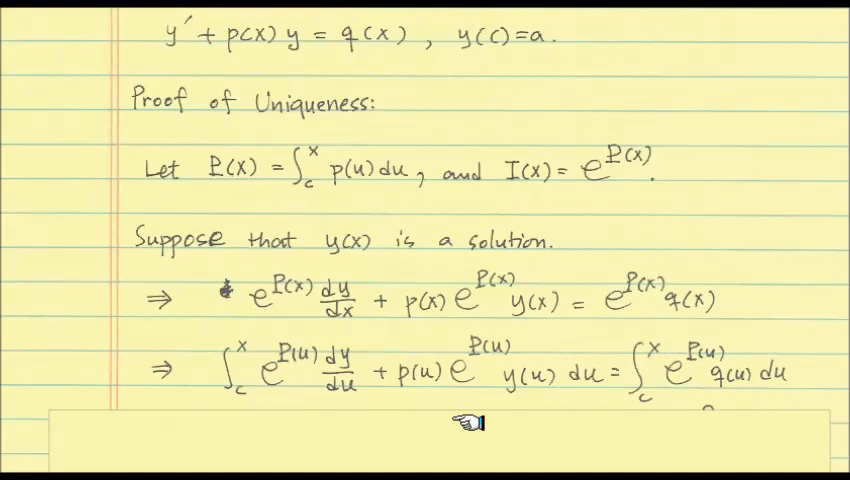 y' + p(x) y = q(x) , y(c) = a.
Proof of Uniqueness:
Let P(x) = ∫_c^x p(u) du, and I(x) = e^{P(x)}.
Suppose that y(x) is a solution.
⇒ e^{P(x)} dy/dx + p(x) e^{P(x)} y(x) = e^{P(x)} q(x)
⇒ ∫_c^x e^{P(u)} dy/du + p(u) e^{P(u)} y(u) du = ∫_c^x e^{P(u)} q(u) du